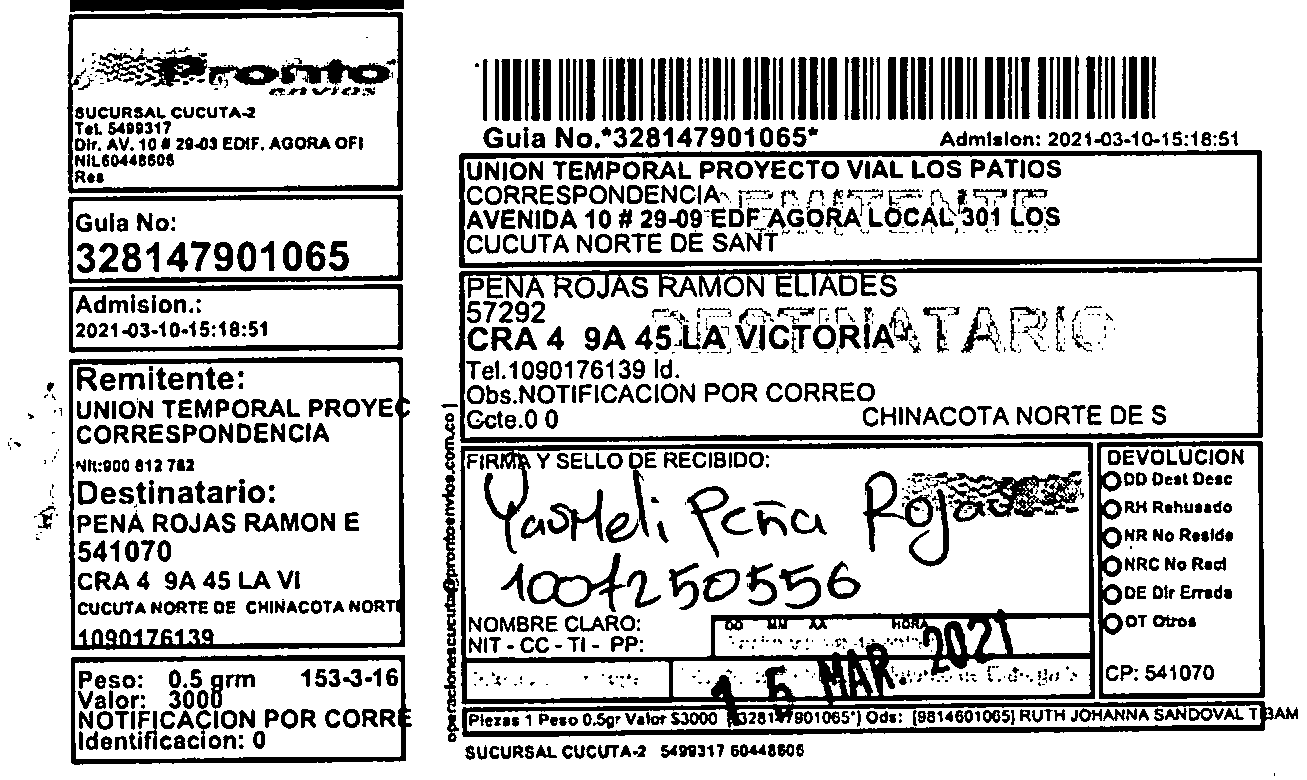 Pronto
envios
SUCURSAL CUCUTA-2
Tel. 5499317
Dir. AV. 10 # 29-03 EDIF. AGORA OFI
Nit.60448606
Res
Guia No:
328147901065
Admision.:
2021-03-10-15:18:51
Remitente:
UNION TEMPORAL PROYEC
CORRESPONDENCIA
Nit:900 812 782
Destinatario:
PENA ROJAS RAMON E
541070
CRA 4 9A 45 LA VI
CUCUTA NORTE DE CHINACOTA NORT
1090176139
Peso: 0.5 grm 153-3-16
Valor: 3000
NOTIFICACION POR CORRE
Identificacion: 0
Guia No.*328147901065*
Admision: 2021-03-10-15:18:51
UNION TEMPORAL PROYECTO VIAL LOS PATIOS
CORRESPONDENCIA
AVENIDA 10 # 29-09 EDF AGORA LOCAL 301 LOS
CUCUTA NORTE DE SANT
PENA ROJAS RAMON ELIADES
57292
DESTINATARIO
CRA 4 9A 45 LA VICTORIA
Tel.1090176139 Id.
Obs.NOTIFICACION POR CORREO
Ccte.0 0 CHINACOTA NORTE DE S
operacionescucuta@prontoenvios.com.co
FIRMA Y SELLO DE RECIBIDO:
Yasmeli Peña Rojas
1007250556
NOMBRE CLARO:
NIT - CC - TI - PP:
DD MM AA HORA
15 MAR. 2021
DEVOLUCION
DD Dest Desc
RH Rehusado
NR No Reside
NRC No Recl
DE Dir Errada
OT Otros
CP: 541070
Piezas 1 Peso 0.5gr Valor $3000 (*328147901065*) Ods: (9814601065) RUTH JOHANNA SANDOVAL TIBAM
SUCURSAL CUCUTA-2 5499317 60448606